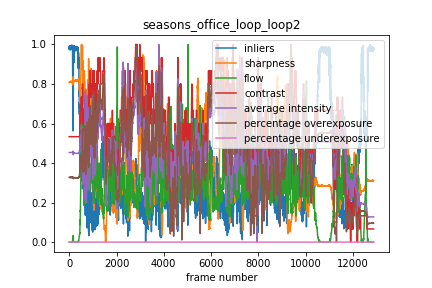 seasons_office_loop_loop2
1.0
0.8
0.6
0.4
0.2
0.0
inliers
sharpness
flow
contrast
average intensity
percentage overexposure
percentage underexposure
0 2000 4000 6000 8000 10000 12000
frame number